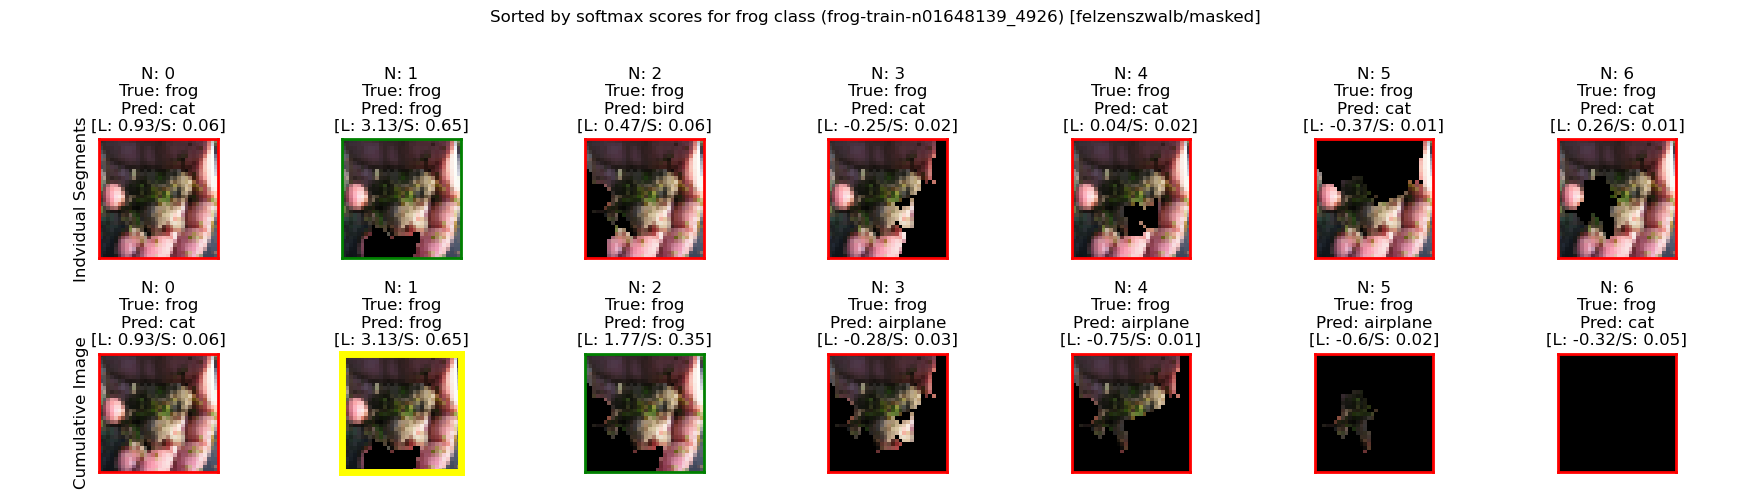 Sorted by softmax scores for frog class (frog-train-n01648139_4926) [felzenszwalb/masked]
Indvidual Segments
N: 0
True: frog
Pred: cat
[L: 0.93/S: 0.06]
N: 1
True: frog
Pred: frog
[L: 3.13/S: 0.65]
N: 2
True: frog
Pred: bird
[L: 0.47/S: 0.06]
N: 3
True: frog
Pred: cat
[L: -0.25/S: 0.02]
N: 4
True: frog
Pred: cat
[L: 0.04/S: 0.02]
N: 5
True: frog
Pred: cat
[L: -0.37/S: 0.01]
N: 6
True: frog
Pred: cat
[L: 0.26/S: 0.01]
Cumulative Image
N: 0
True: frog
Pred: cat
[L: 0.93/S: 0.06]
N: 1
True: frog
Pred: frog
[L: 3.13/S: 0.65]
N: 2
True: frog
Pred: frog
[L: 1.77/S: 0.35]
N: 3
True: frog
Pred: airplane
[L: -0.28/S: 0.03]
N: 4
True: frog
Pred: airplane
[L: -0.75/S: 0.01]
N: 5
True: frog
Pred: airplane
[L: -0.6/S: 0.02]
N: 6
True: frog
Pred: cat
[L: -0.32/S: 0.05]